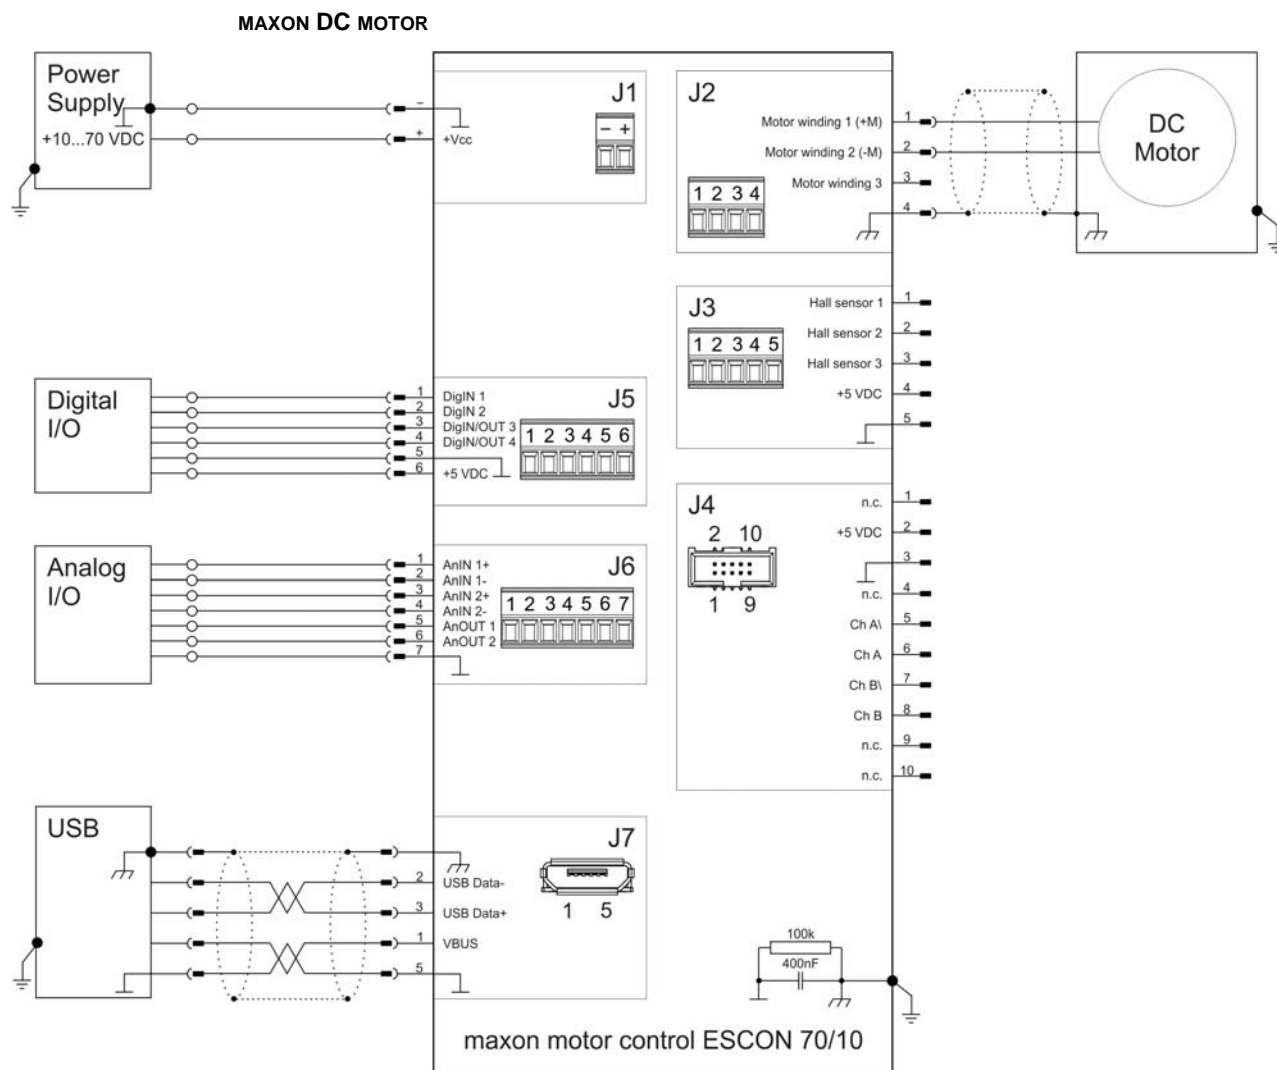 MAXON DC MOTOR
Power
Supply
+10...70 VDC
−
+
+Vcc
J1
− +
J2
Motor winding 1 (+M)
1
Motor winding 2 (-M)
2
Motor winding 3
3
4
1 2 3 4
DC
Motor
J3
Hall sensor 1
1
Hall sensor 2
2
Hall sensor 3
3
+5 VDC
4
5
1 2 3 4 5
Digital
I/O
1
DigIN 1
2
DigIN 2
3
DigIN/OUT 3
4
DigIN/OUT 4
5
6
+5 VDC
J5
1 2 3 4 5 6
J4
2 10
1 9
n.c.
1
+5 VDC
2
3
n.c.
4
Ch A\
5
Ch A
6
Ch B\
7
Ch B
8
n.c.
9
n.c.
10
Analog
I/O
1
AnIN 1+
2
AnIN 1-
3
AnIN 2+
4
AnIN 2-
5
AnOUT 1
6
AnOUT 2
7
J6
1 2 3 4 5 6 7
USB
2
USB Data-
3
USB Data+
1
VBUS
5
J7
1 5
100k
400nF
maxon motor control ESCON 70/10